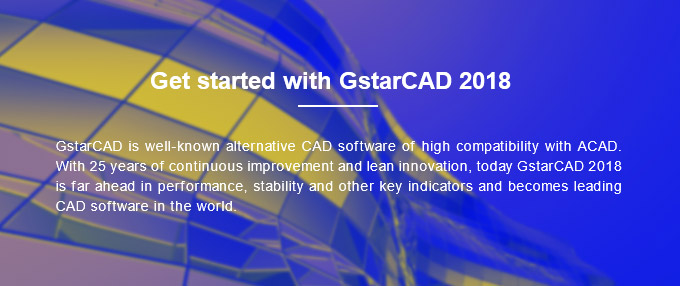 Get started with GstarCAD 2018
GstarCAD is well-known alternative CAD software of high compatibility with ACAD.
With 25 years of continuous improvement and lean innovation, today GstarCAD 2018
is far ahead in performance, stability and other key indicators and becomes leading
CAD software in the world.